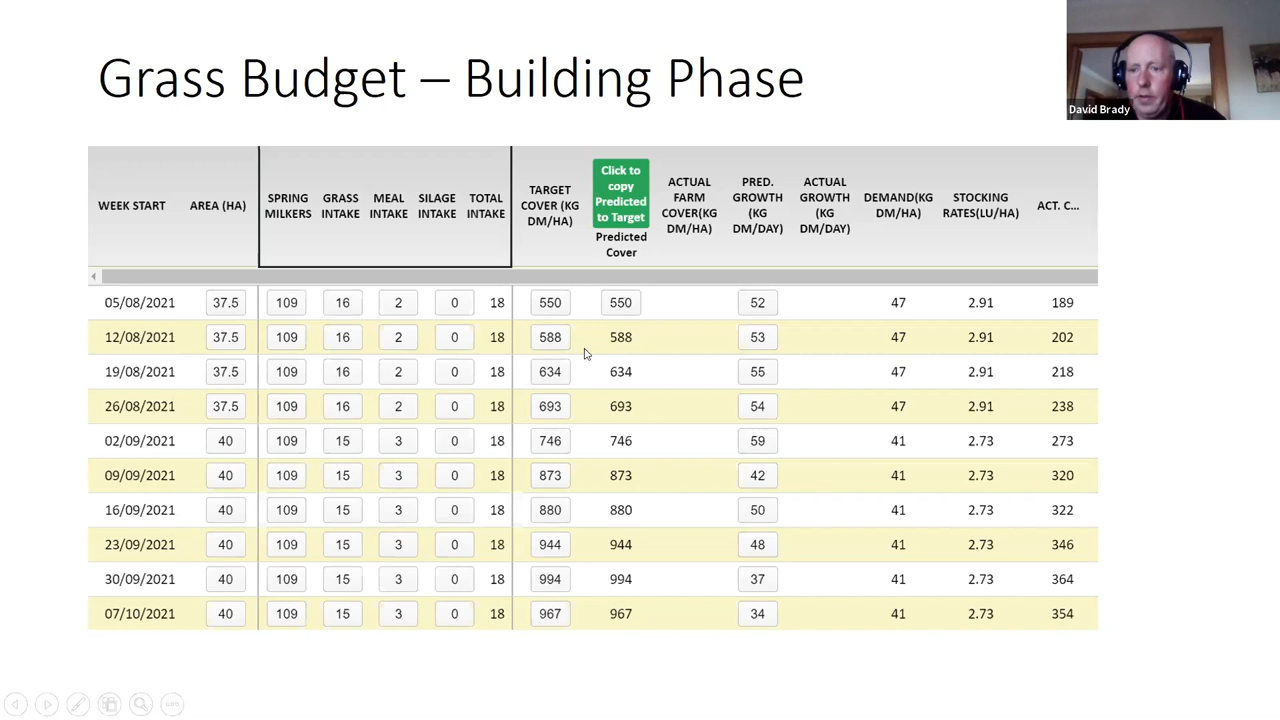 Grass Budget – Building Phase
David Brady
WEEK START AREA (HA) SPRING MILKERS GRASS INTAKE MEAL INTAKE SILAGE INTAKE TOTAL INTAKE TARGET COVER (KG DM/HA) Click to copy Predicted to Target Predicted Cover ACTUAL FARM COVER(KG DM/HA) PRED. GROWTH (KG DM/DAY) ACTUAL GROWTH (KG DM/DAY) DEMAND(KG DM/HA) STOCKING RATES(LU/HA) ACT. C...
05/08/2021 37.5 109 16 2 0 18 550 550 52 47 2.91 189
12/08/2021 37.5 109 16 2 0 18 588 588 53 47 2.91 202
19/08/2021 37.5 109 16 2 0 18 634 634 55 47 2.91 218
26/08/2021 37.5 109 16 2 0 18 693 693 54 47 2.91 238
02/09/2021 40 109 15 3 0 18 746 746 59 41 2.73 273
09/09/2021 40 109 15 3 0 18 873 873 42 41 2.73 320
16/09/2021 40 109 15 3 0 18 880 880 50 41 2.73 322
23/09/2021 40 109 15 3 0 18 944 944 48 41 2.73 346
30/09/2021 40 109 15 3 0 18 994 994 37 41 2.73 364
07/10/2021 40 109 15 3 0 18 967 967 34 41 2.73 354